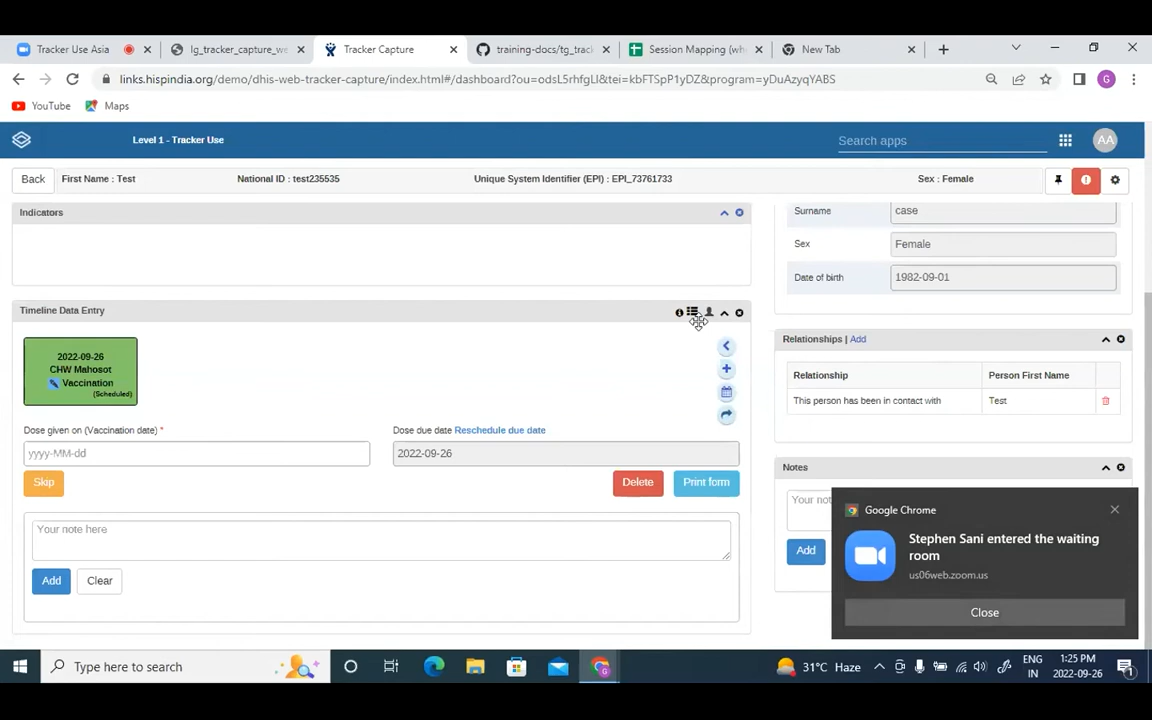 Tracker Use Asia
lg_tracker_capture_we
Tracker Capture
training-docs/tg_track
Session Mapping (wh
New Tab
links.hispindia.org/demo/dhis-web-tracker-capture/index.html#/dashboard?ou=odsL5rhfgLl&tei=kbFTSpP1yDZ&program=yDuAzyqYABS
YouTube
Maps
Level 1 - Tracker Use
Search apps
AA
Back
First Name : Test
National ID : test235535
Unique System Identifier (EPI) : EPI_73761733
Sex : Female
Indicators
Surname
case
Sex
Female
Date of birth
1982-09-01
Timeline Data Entry
2022-09-26
CHW Mahosot
Vaccination
(Scheduled)
Dose given on (Vaccination date) *
yyyy-MM-dd
Dose due date Reschedule due date
2022-09-26
Skip
Delete
Print form
Your note here
Add
Clear
Relationships | Add
Relationship
Person First Name
This person has been in contact with
Test
Notes
Your not
Add
Google Chrome
Stephen Sani entered the waiting
room
us06web.zoom.us
Close
Type here to search
31°C Haze
ENG
IN
1:25 PM
2022-09-26
1